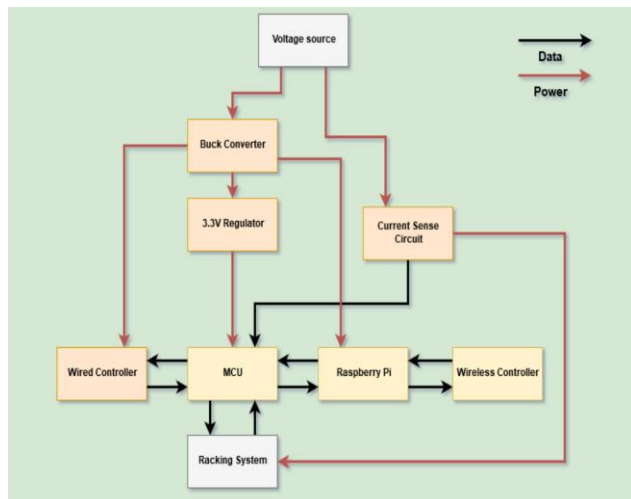 Voltage source
Data
Power
Buck Converter
3.3V Regulator
Current Sense
Circuit
Wired Controller
MCU
Raspberry Pi
Wireless Controller
Racking System